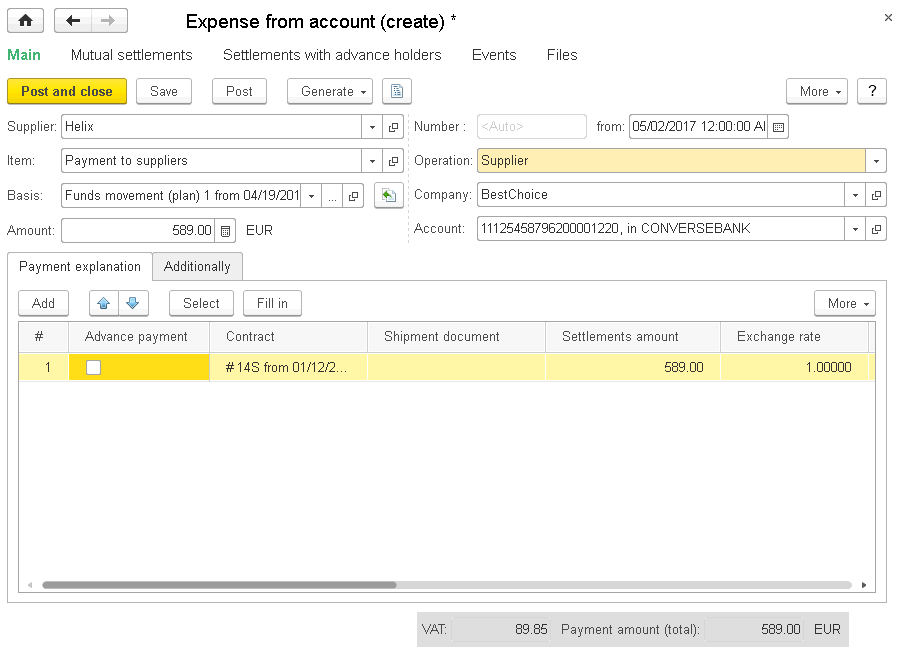 Expense from account (create) *
Main Mutual settlements Settlements with advance holders Events Files
Post and close Save Post Generate More ?
Supplier: Helix Number : <Auto> from: 05/02/2017 12:00:00 AI
Item: Payment to suppliers Operation: Supplier
Basis: Funds movement (plan) 1 from 04/19/201 ... Company: BestChoice
Amount: 589.00 EUR Account: 11125458796200001220, in CONVERSEBANK
Payment explanation Additionally
Add Select Fill in More
# Advance payment Contract Shipment document Settlements amount Exchange rate
1 #14S from 01/12/2... 589.00 1.00000
VAT: 89.85 Payment amount (total): 589.00 EUR